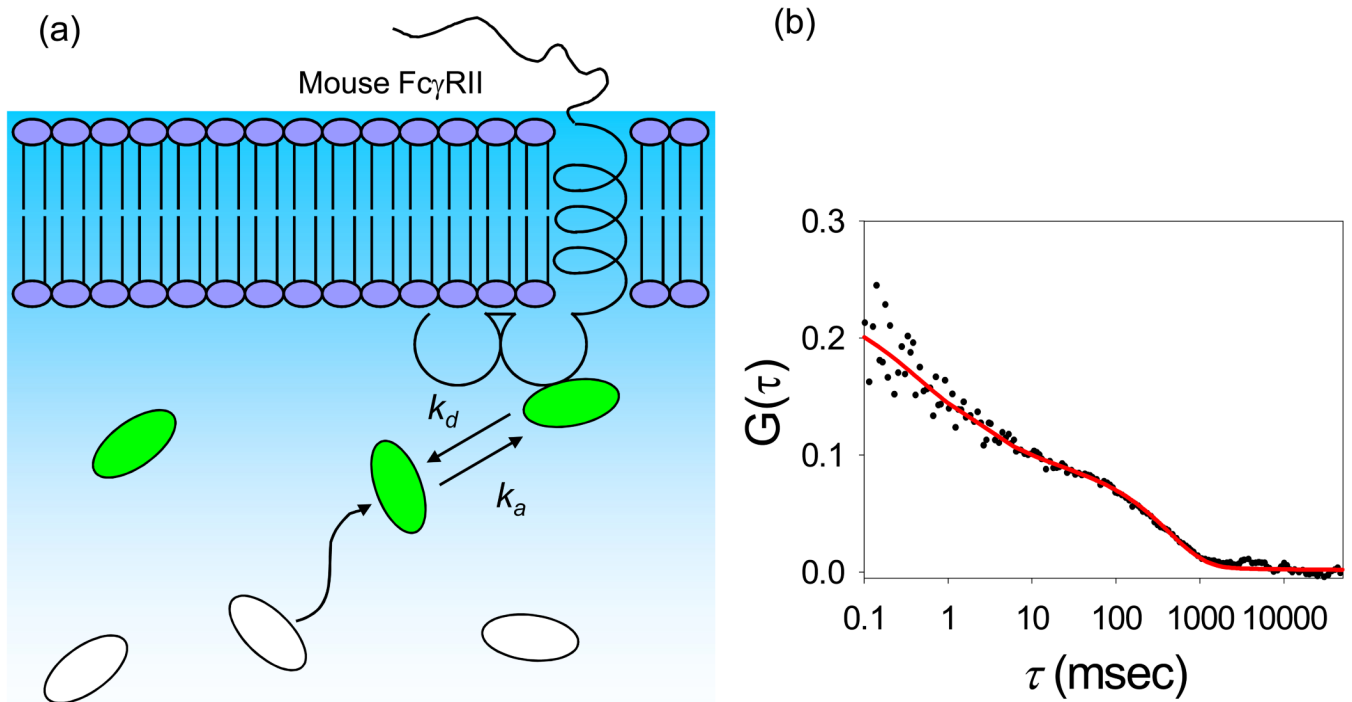 (a)
Mouse FcγRII
k_d
k_a
(b)
G(τ)
0.3
0.2
0.1
0.0
0.1 1 10 100 1000 10000
τ (msec)